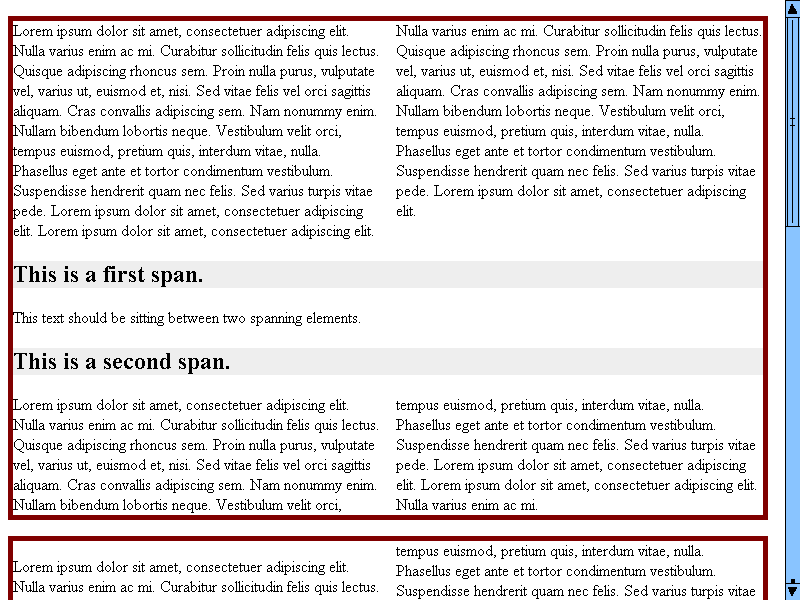 Lorem ipsum dolor sit amet, consectetuer adipiscing elit.
Nulla varius enim ac mi. Curabitur sollicitudin felis quis lectus.
Quisque adipiscing rhoncus sem. Proin nulla purus, vulputate
vel, varius ut, euismod et, nisi. Sed vitae felis vel orci sagittis
aliquam. Cras convallis adipiscing sem. Nam nonummy enim.
Nullam bibendum lobortis neque. Vestibulum velit orci,
tempus euismod, pretium quis, interdum vitae, nulla.
Phasellus eget ante et tortor condimentum vestibulum.
Suspendisse hendrerit quam nec felis. Sed varius turpis vitae
pede. Lorem ipsum dolor sit amet, consectetuer adipiscing
elit. Lorem ipsum dolor sit amet, consectetuer adipiscing elit.
Nulla varius enim ac mi. Curabitur sollicitudin felis quis lectus.
Quisque adipiscing rhoncus sem. Proin nulla purus, vulputate
vel, varius ut, euismod et, nisi. Sed vitae felis vel orci sagittis
aliquam. Cras convallis adipiscing sem. Nam nonummy enim.
Nullam bibendum lobortis neque. Vestibulum velit orci,
tempus euismod, pretium quis, interdum vitae, nulla.
Phasellus eget ante et tortor condimentum vestibulum.
Suspendisse hendrerit quam nec felis. Sed varius turpis vitae
pede. Lorem ipsum dolor sit amet, consectetuer adipiscing
elit.
This is a first span.
This text should be sitting between two spanning elements.
This is a second span.
Lorem ipsum dolor sit amet, consectetuer adipiscing elit.
Nulla varius enim ac mi. Curabitur sollicitudin felis quis lectus.
Quisque adipiscing rhoncus sem. Proin nulla purus, vulputate
vel, varius ut, euismod et, nisi. Sed vitae felis vel orci sagittis
aliquam. Cras convallis adipiscing sem. Nam nonummy enim.
Nullam bibendum lobortis neque. Vestibulum velit orci,
tempus euismod, pretium quis, interdum vitae, nulla.
Phasellus eget ante et tortor condimentum vestibulum.
Suspendisse hendrerit quam nec felis. Sed varius turpis vitae
pede. Lorem ipsum dolor sit amet, consectetuer adipiscing
elit. Lorem ipsum dolor sit amet, consectetuer adipiscing elit.
Nulla varius enim ac mi.
Lorem ipsum dolor sit amet, consectetuer adipiscing elit.
Nulla varius enim ac mi. Curabitur sollicitudin felis quis lectus.
tempus euismod, pretium quis, interdum vitae, nulla.
Phasellus eget ante et tortor condimentum vestibulum.
Suspendisse hendrerit quam nec felis. Sed varius turpis vitae